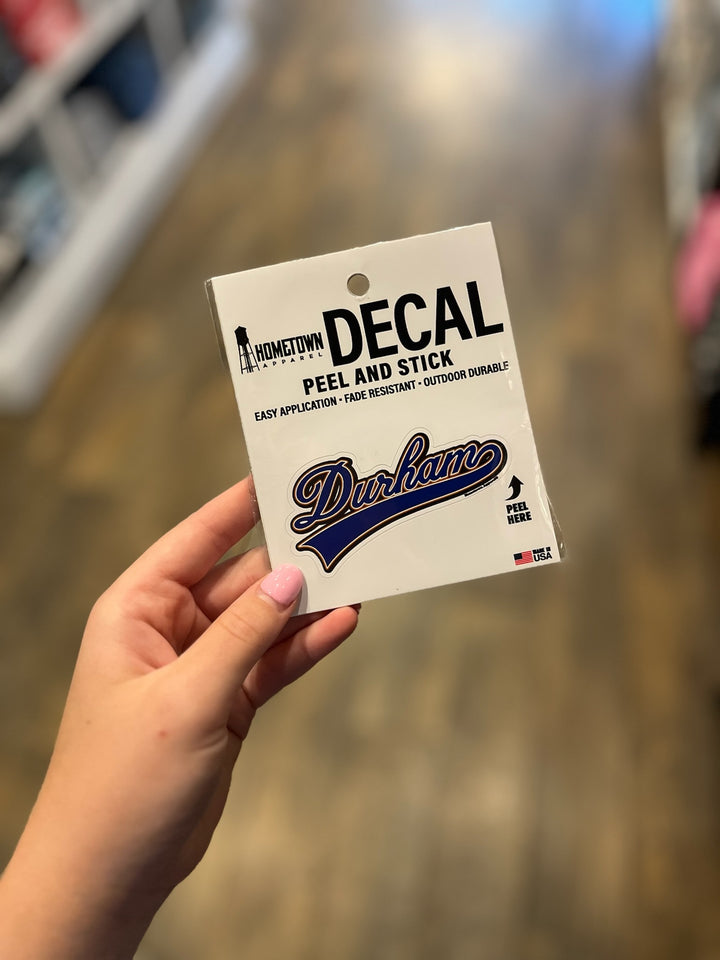 HOMETOWN
APPAREL
DECAL
PEEL AND STICK
EASY APPLICATION • FADE RESISTANT • OUTDOOR DURABLE
Durham
PEEL
HERE
MADE IN
USA